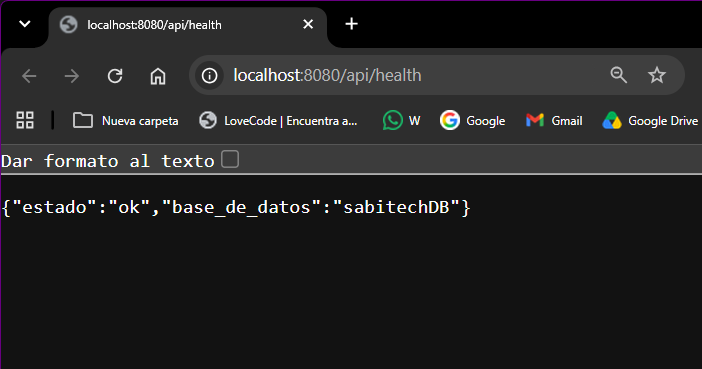 localhost:8080/api/health
localhost:8080/api/health
Nueva carpeta
LoveCode | Encuentra a...
W
Google
Gmail
Google Drive
Dar formato al texto
{"estado":"ok","base_de_datos":"sabitechDB"}